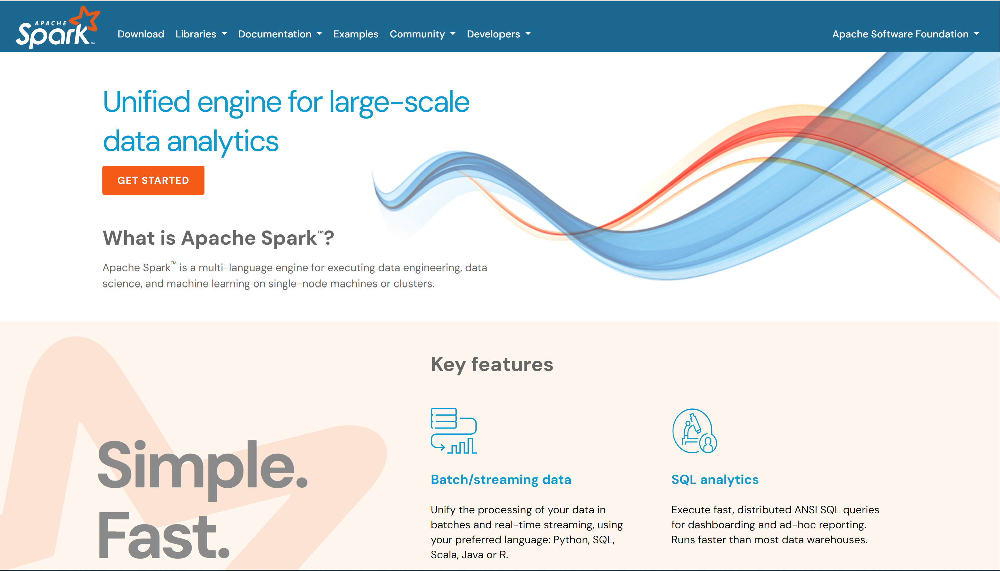 APACHE
Spark™
Download Libraries Documentation Examples Community Developers Apache Software Foundation
Unified engine for large-scale
data analytics
GET STARTED
What is Apache Spark™?
Apache Spark™ is a multi-language engine for executing data engineering, data
science, and machine learning on single-node machines or clusters.
Simple.
Fast.
Key features
Batch/streaming data
Unify the processing of your data in
batches and real-time streaming, using
your preferred language: Python, SQL,
Scala, Java or R.
SQL analytics
Execute fast, distributed ANSI SQL queries
for dashboarding and ad-hoc reporting.
Runs faster than most data warehouses.